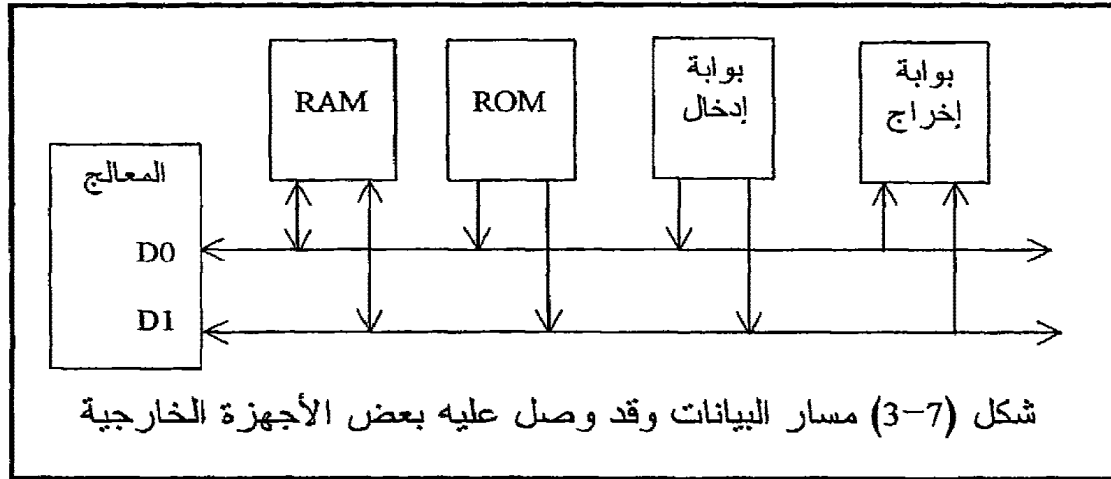 RAM
ROM
بوابة
إدخال
بوابة
إخراج
المعالج
D0
D1
شكل (7-3) مسار البيانات وقد وصل عليه بعض الأجهزة الخارجية